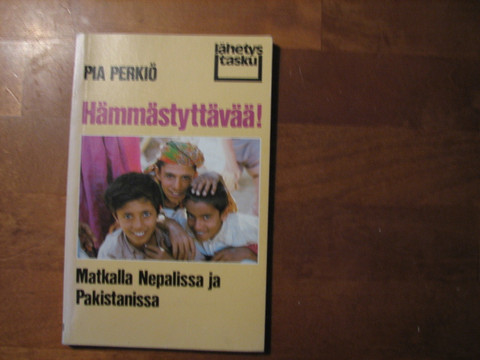 lähetys
tasku
PIA PERKIÖ
Hämmästyttävää!
Matkalla Nepalissa ja
Pakistanissa